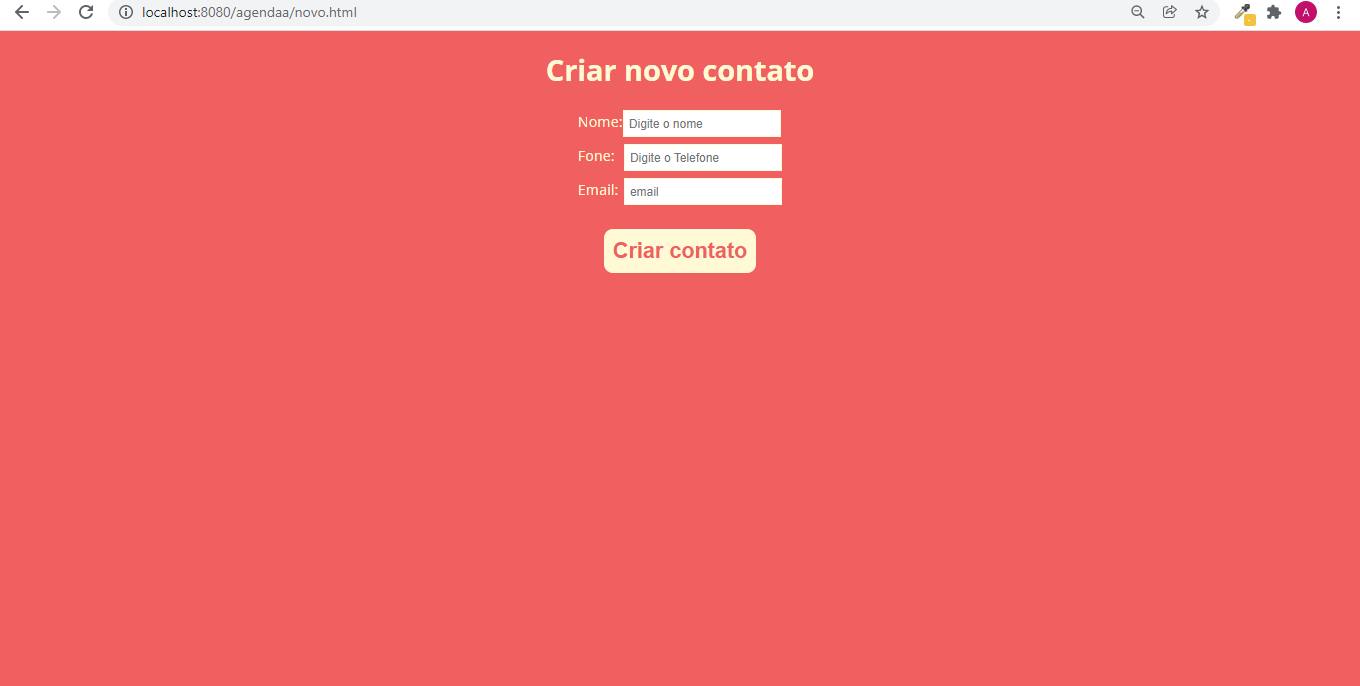 localhost:8080/agendaa/novo.html
A
Criar novo contato
Nome: Digite o nome
Fone: Digite o Telefone
Email: email
Criar contato